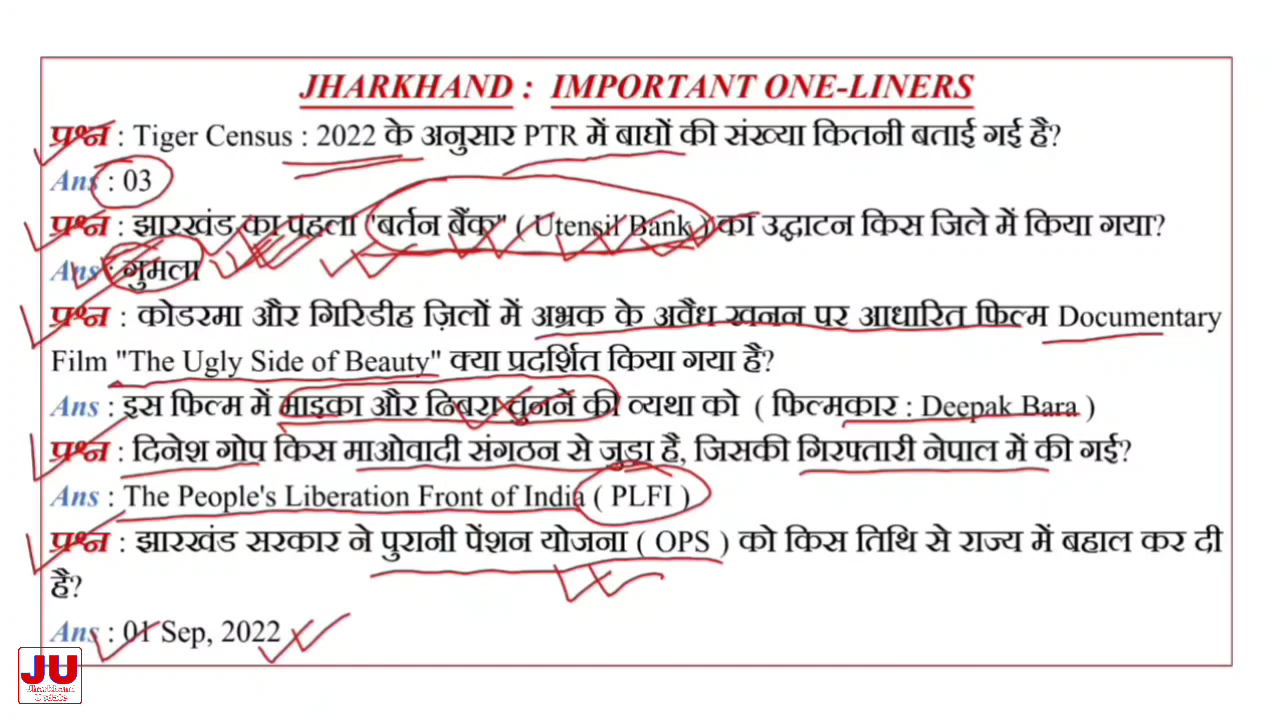 JHARKHAND : IMPORTANT ONE-LINERS
प्रश्न : Tiger Census : 2022 के अनुसार PTR में बाघों की संख्या कितनी बताई गई है?
Ans : 03
प्रश्न : झारखंड का पहला "बर्तन बैंक" ( Utensil Bank ) का उद्घाटन किस जिले में किया गया?
Ans : गुमला
प्रश्न : कोडरमा और गिरिडीह ज़िलों में अभ्रक के अवैध खनन पर आधारित फिल्म Documentary
Film "The Ugly Side of Beauty" क्या प्रदर्शित किया गया है?
Ans : इस फिल्म में माइका और ढिबरा चुनने की व्यथा को ( फिल्मकार : Deepak Bara )
प्रश्न : दिनेश गोप किस माओवादी संगठन से जुड़ा है, जिसकी गिरफ्तारी नेपाल में की गई?
Ans : The People's Liberation Front of India ( PLFI )
प्रश्न : झारखंड सरकार ने पुरानी पेंशन योजना ( OPS ) को किस तिथि से राज्य में बहाल कर दी
है?
Ans : 01 Sep, 2022
JU
Jharkhand
Update